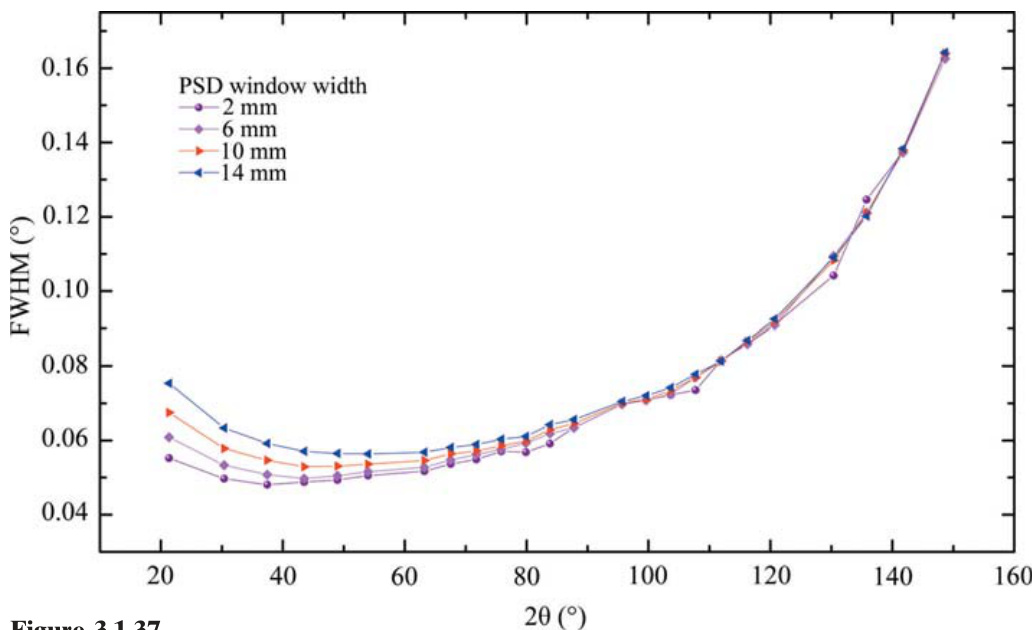 0.16
0.14
0.12
0.10
0.08
0.06
0.04
FWHM (°)
PSD window width
2 mm
6 mm
10 mm
14 mm
20 40 60 80 100 120 140 160
2θ (°)
Figure 3.1.37